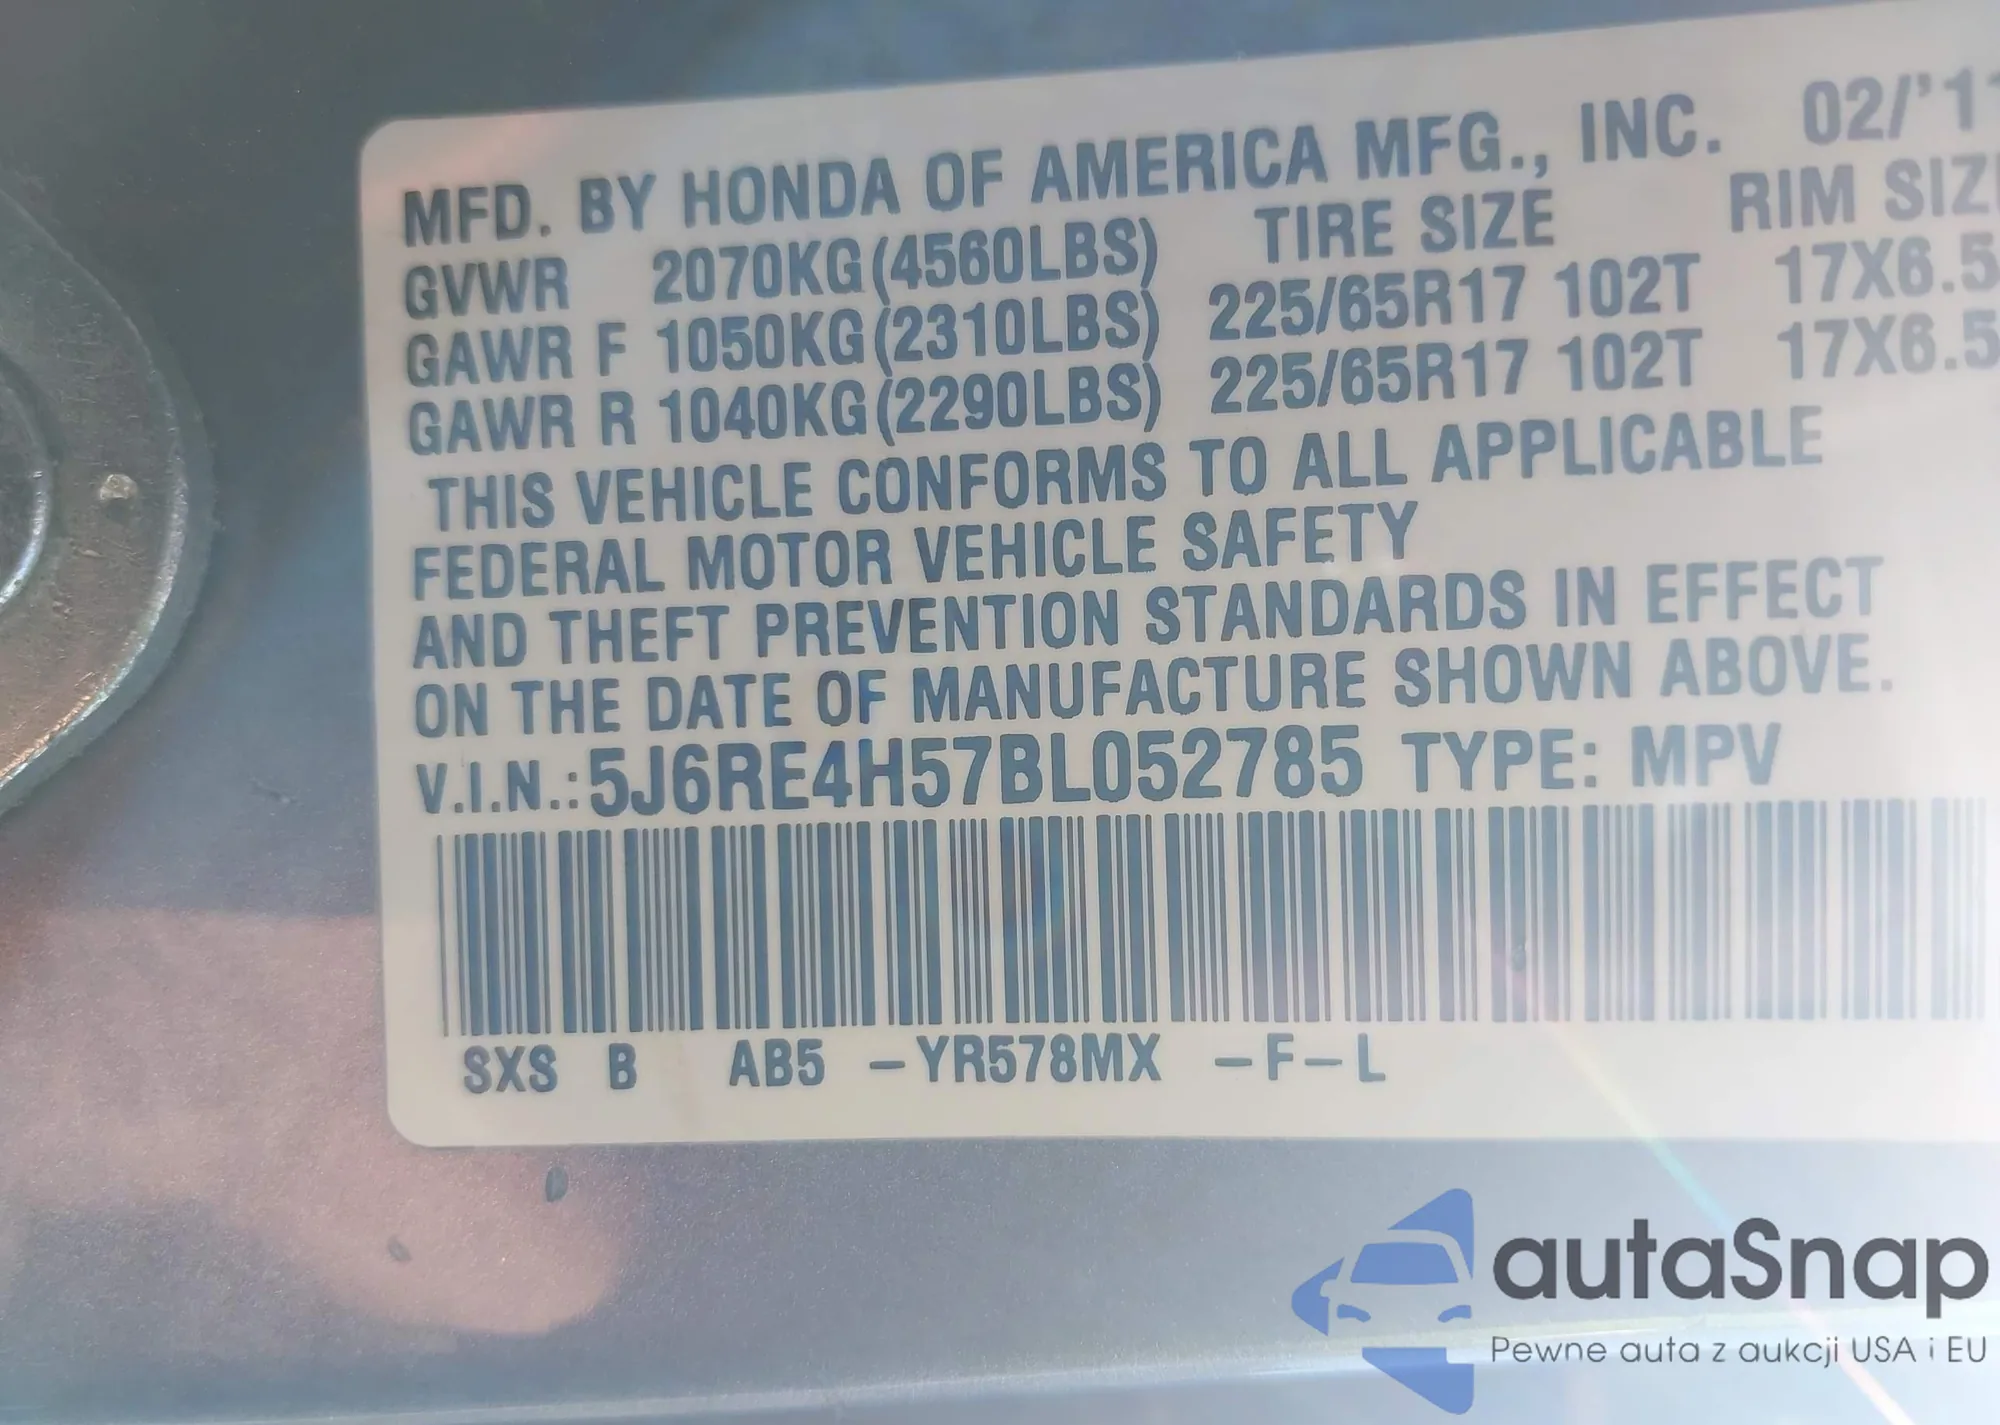 MFD. BY HONDA OF AMERICA MFG., INC. 02/'11
GVWR 2070KG(4560LBS) TIRE SIZE RIM SIZE
GAWR F 1050KG(2310LBS) 225/65R17 102T 17X6.5
GAWR R 1040KG(2290LBS) 225/65R17 102T 17X6.5
THIS VEHICLE CONFORMS TO ALL APPLICABLE
FEDERAL MOTOR VEHICLE SAFETY
AND THEFT PREVENTION STANDARDS IN EFFECT
ON THE DATE OF MANUFACTURE SHOWN ABOVE.
V.I.N.:5J6RE4H57BL052785 TYPE: MPV
SXS B AB5 –YR578MX –F–L
autaSnap
Pewne auta z aukcji USA i EU